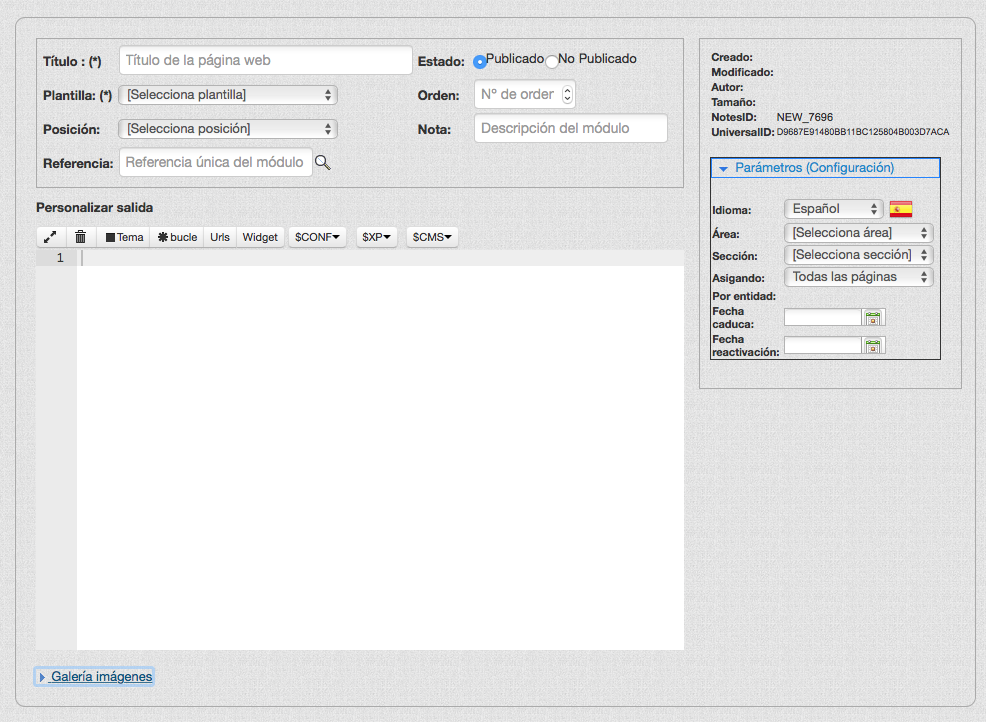 Título : (*) Título de la página web Estado: Publicado No Publicado
Plantilla: (*) [Selecciona plantilla] Orden: Nº de order
Posición: [Selecciona posición] Nota: Descripción del módulo
Referencia: Referencia única del módulo
Personalizar salida
Tema bucle Urls Widget $CONF $XP $CMS
1
Galería imágenes
Creado:
Modificado:
Autor:
Tamaño:
NotesID: NEW_7696
UniversalID: D9687E91480BB11BC125804B003D7ACA
Parámetros (Configuración)
Idioma: Español
Área: [Selecciona área]
Sección: [Selecciona sección]
Asigando: Todas las páginas
Por entidad:
Fecha
caduca:
Fecha
reactivación: